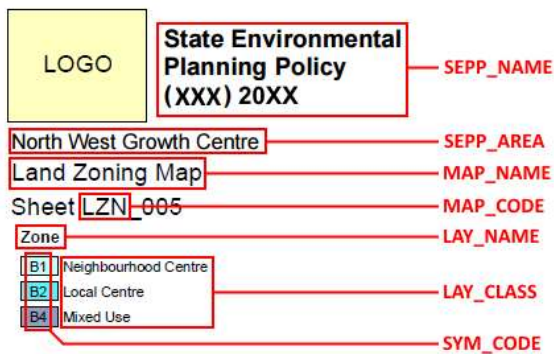 LOGO
State Environmental
Planning Policy
(XXX) 20XX
SEPP_NAME
North West Growth Centre
SEPP_AREA
Land Zoning Map
MAP_NAME
Sheet LZN_005
MAP_CODE
Zone
LAY_NAME
B1 Neighbourhood Centre
B2 Local Centre
LAY_CLASS
B4 Mixed Use
SYM_CODE